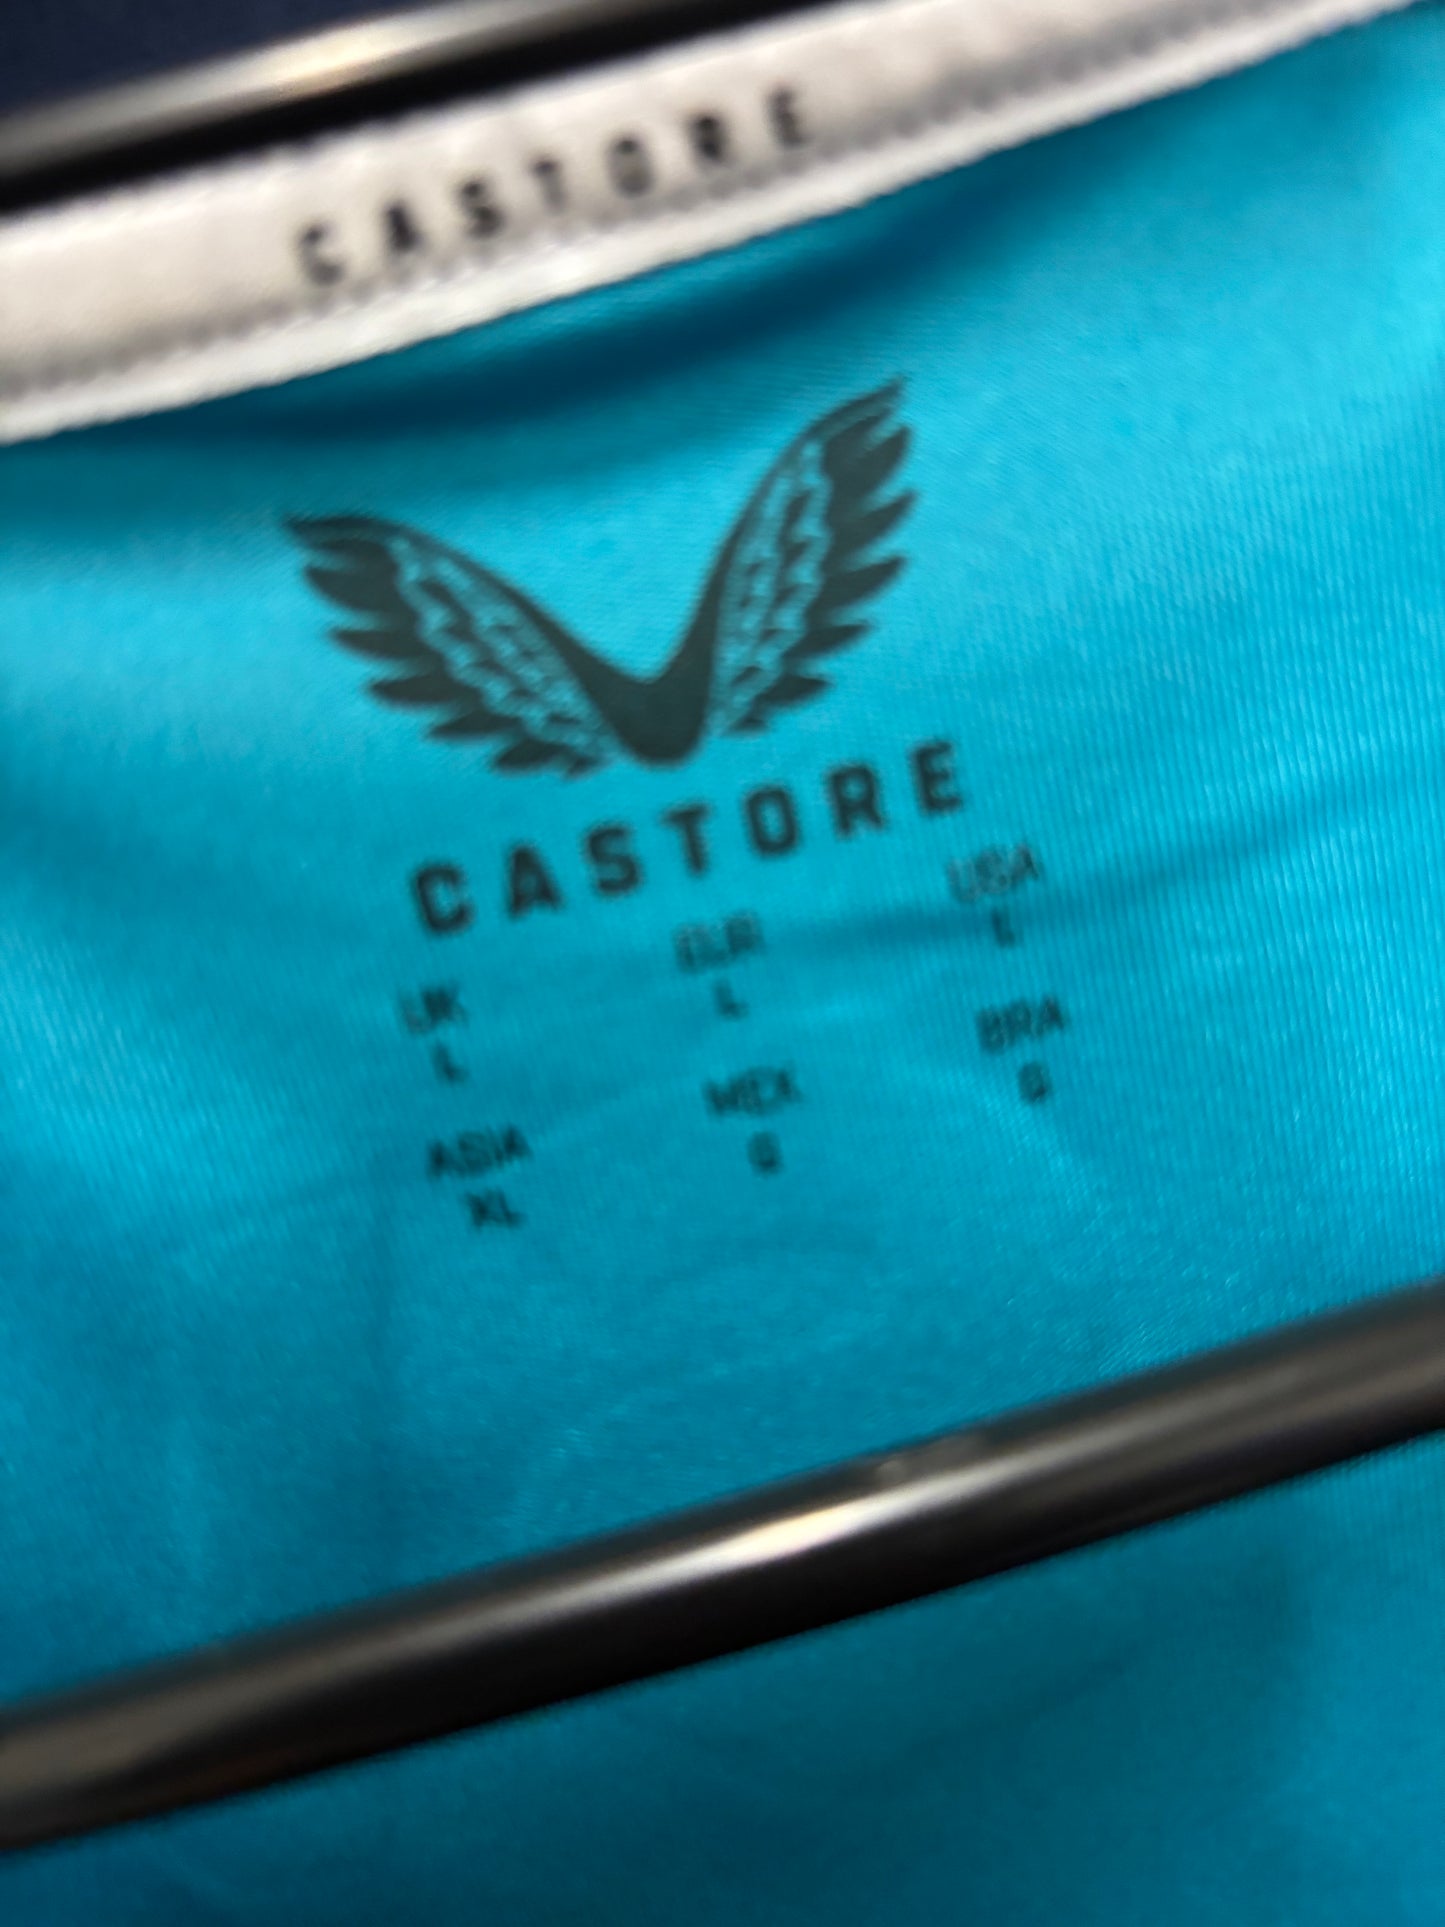 CASTORE
CASTORE
UK EUR USA
L L L
ASIA MEX BRA
XL G G